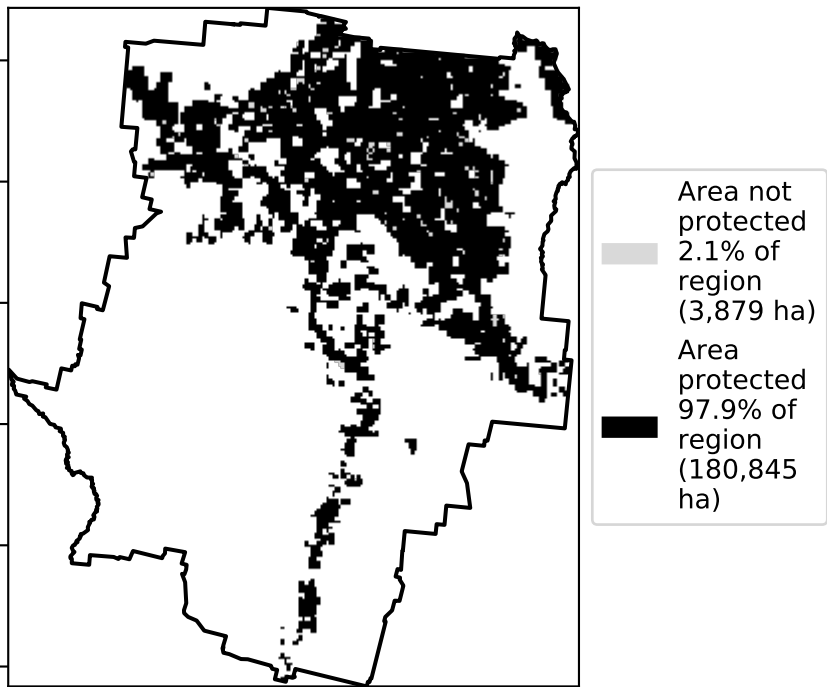 Area not
protected
2.1% of
region
(3,879 ha)
Area
protected
97.9% of
region
(180,845
ha)